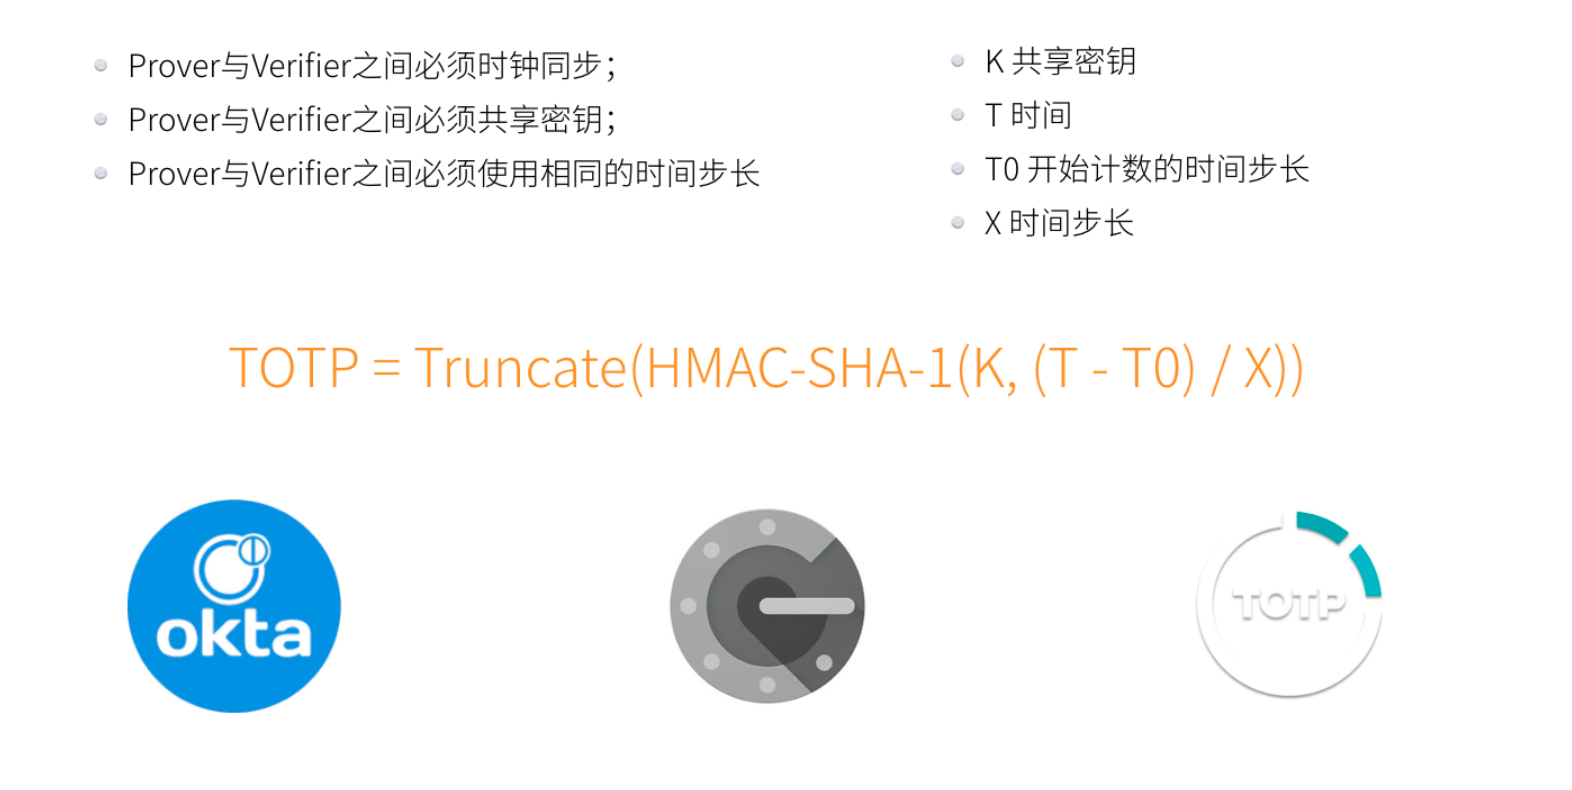 Prover与Verifier之间必须时钟同步；
Prover与Verifier之间必须共享密钥；
Prover与Verifier之间必须使用相同的时间步长
K 共享密钥
T 时间
T0 开始计数的时间步长
X 时间步长
TOTP = Truncate(HMAC-SHA-1(K, (T - T0) / X))
okta
TOTP